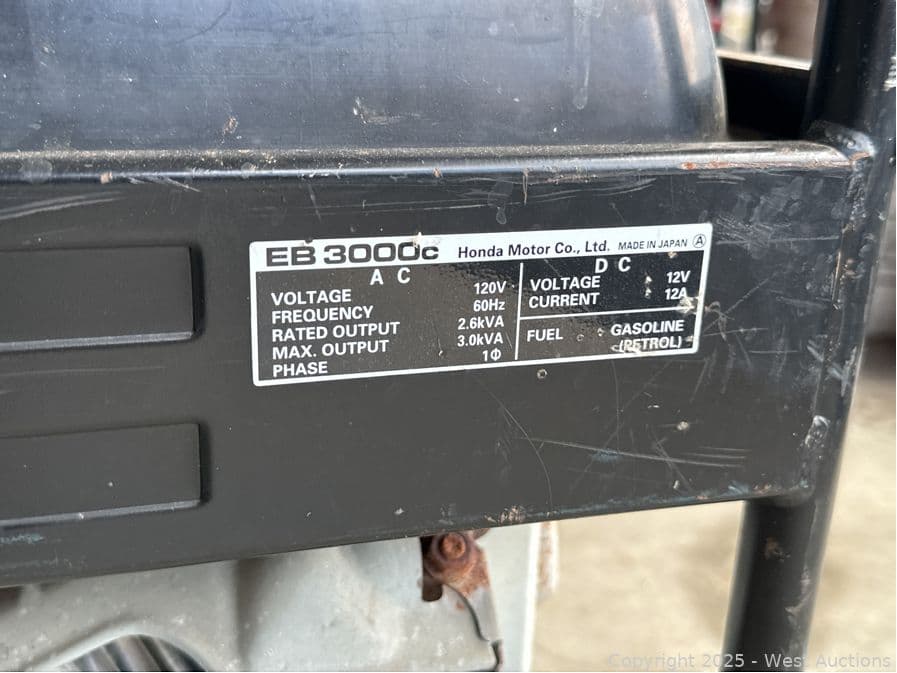 EB 3000c Honda Motor Co., Ltd. MADE IN JAPAN Ⓐ
A C
VOLTAGE 120V
FREQUENCY 60Hz
RATED OUTPUT 2.6kVA
MAX. OUTPUT 3.0kVA
PHASE 1Φ
D C
VOLTAGE 12V
CURRENT 12A
FUEL GASOLINE
(PETROL)
Copyright 2025 - West Auctions